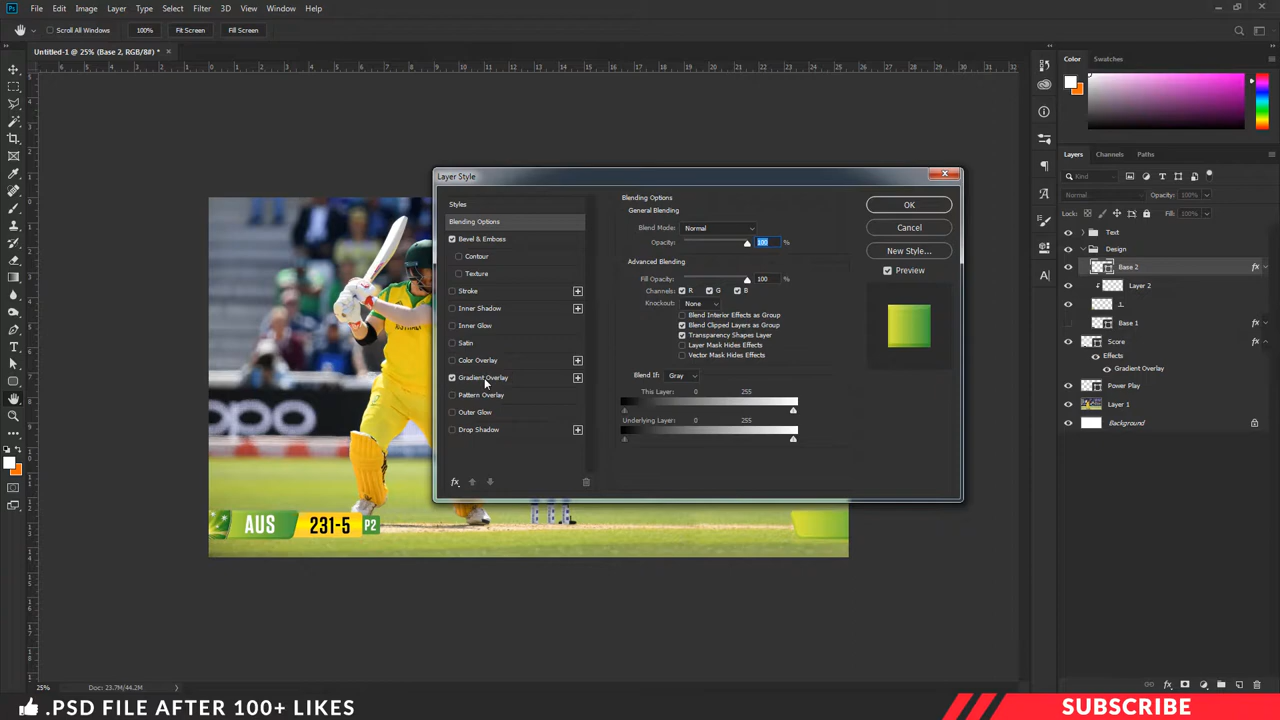 File Edit Image Layer Type Select Filter 3D View Window Help
Scroll All Windows 100% Fit Screen Fill Screen
Untitled-1 @ 25% (Base 2, RGB/8#) * ×
Color Swatches
Layers Channels Paths
Kind
Normal Opacity: 100%
Lock: Fill: 100%
Text
Design
Base 2 fx
Layer 2
Base 1 fx
Score fx
Effects
Gradient Overlay
Power Play
Layer 1
Background
Layer Style
Styles
Blending Options
Bevel & Emboss
Contour
Texture
Stroke
Inner Shadow
Inner Glow
Satin
Color Overlay
Gradient Overlay
Pattern Overlay
Outer Glow
Drop Shadow
fx
Blending Options
General Blending
Blend Mode: Normal
Opacity: 100 %
Advanced Blending
Fill Opacity: 100 %
Channels: R G B
Knockout: None
Blend Interior Effects as Group
Blend Clipped Layers as Group
Transparency Shapes Layer
Layer Mask Hides Effects
Vector Mask Hides Effects
Blend If: Gray
This Layer: 0 255
Underlying Layer: 0 255
OK
Cancel
New Style...
Preview
AUS 231-5 P2
25% Doc: 23.7M/44.2M
.PSD FILE AFTER 100+ LIKES
SUBSCRIBE